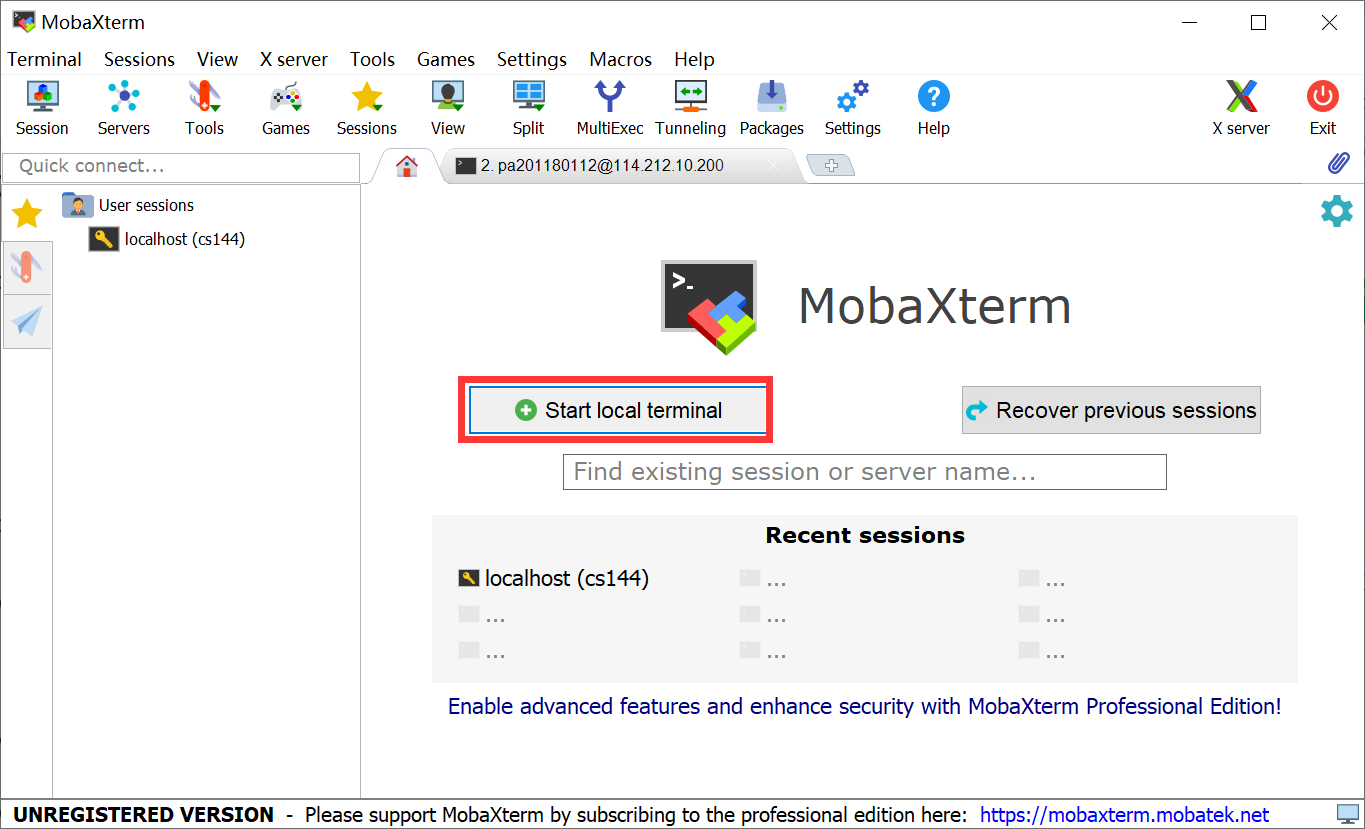 MobaXterm
Terminal Sessions View X server Tools Games Settings Macros Help
Session Servers Tools Games Sessions View Split MultiExec Tunneling Packages Settings Help X server Exit
Quick connect...
2. pa201180112@114.212.10.200
User sessions
localhost (cs144)
MobaXterm
Start local terminal
Recover previous sessions
Find existing session or server name...
Recent sessions
localhost (cs144) ... ...
... ... ...
... ... ...
Enable advanced features and enhance security with MobaXterm Professional Edition!
UNREGISTERED VERSION - Please support MobaXterm by subscribing to the professional edition here: https://mobaxterm.mobatek.net